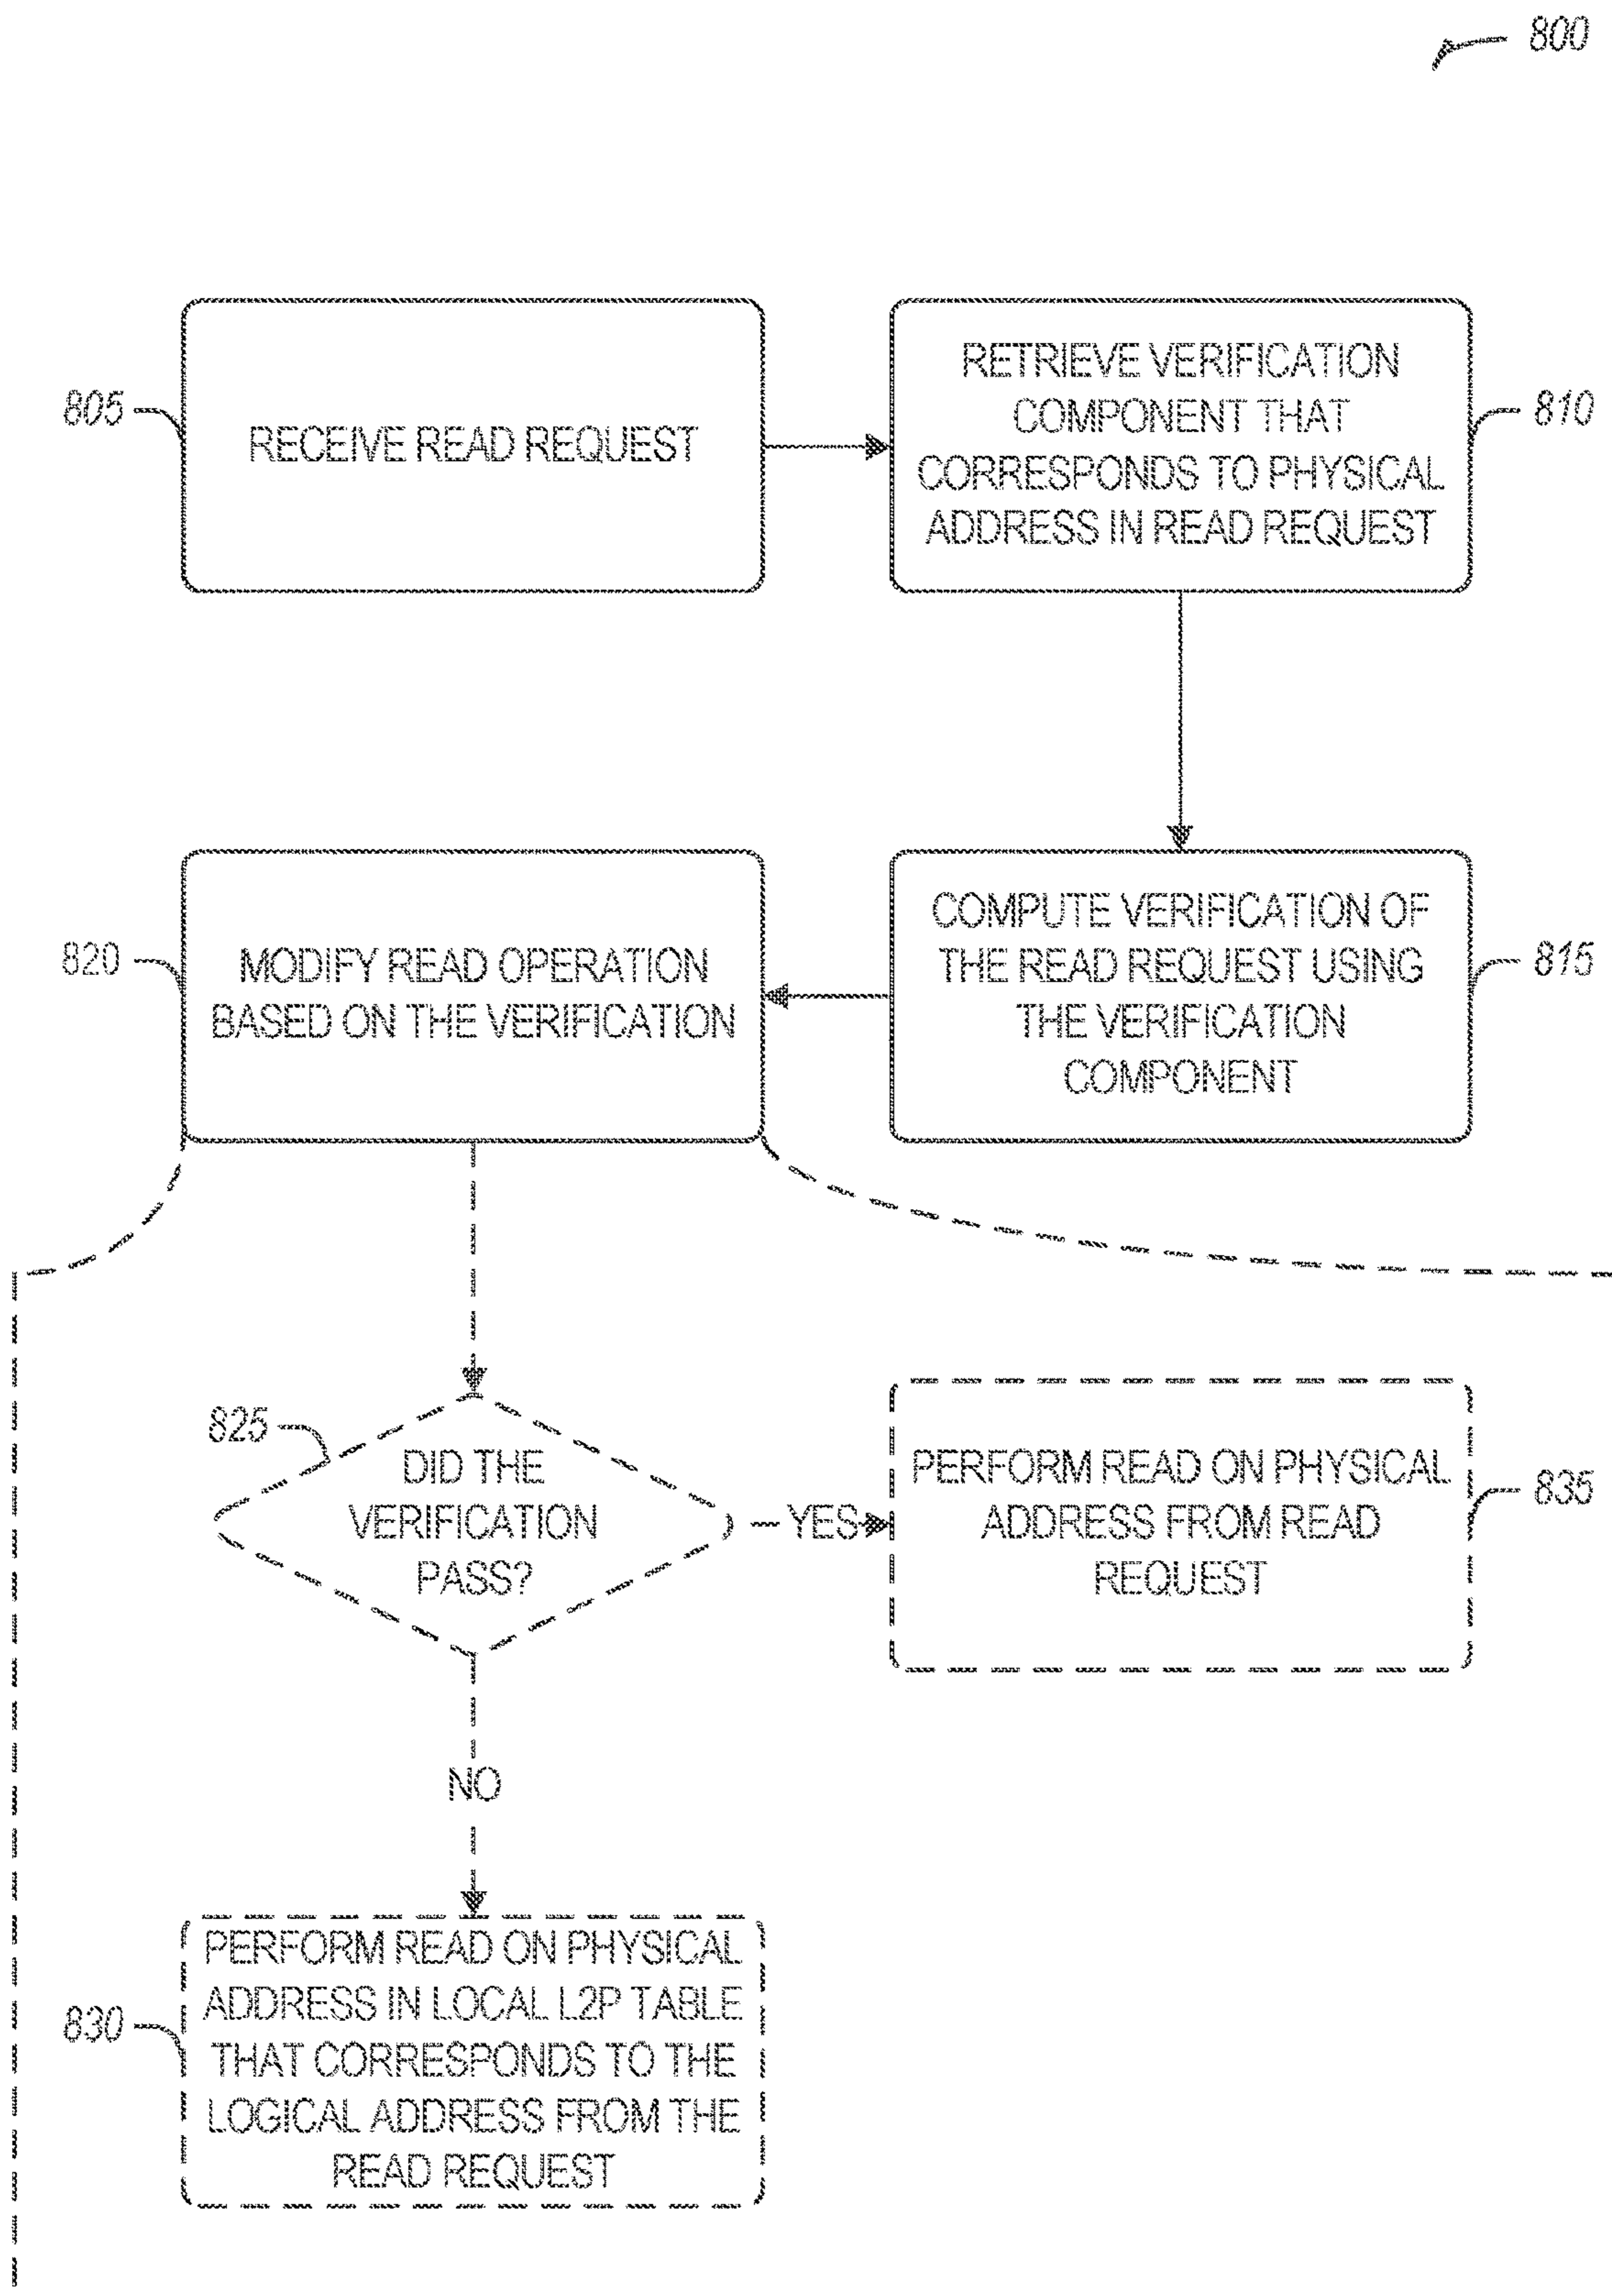 800
805
RECEIVE READ REQUEST
RETRIEVE VERIFICATION
COMPONENT THAT
CORRESPONDS TO PHYSICAL
ADDRESS IN READ REQUEST
810
820
MODIFY READ OPERATION
BASED ON THE VERIFICATION
COMPUTE VERIFICATION OF
THE READ REQUEST USING
THE VERIFICATION
COMPONENT
815
825
DID THE
VERIFICATION
PASS?
YES
PERFORM READ ON PHYSICAL
ADDRESS FROM READ
REQUEST
835
NO
830
PERFORM READ ON PHYSICAL
ADDRESS IN LOCAL L2P TABLE
THAT CORRESPONDS TO THE
LOGICAL ADDRESS FROM THE
READ REQUEST